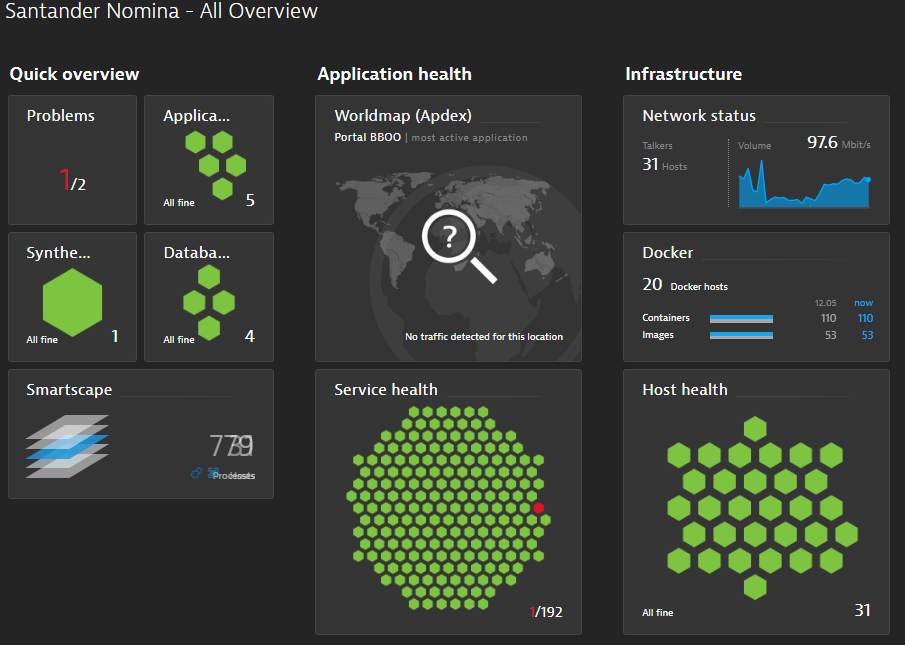 Santander Nomina - All Overview
Quick overview
Problems
1/2
Applica...
All fine 5
Synthe...
All fine 1
Databa...
All fine 4
Smartscape
Application health
Worldmap (Apdex)
Portal BBOO | most active application
?
No traffic detected for this location
Service health
1/192
Infrastructure
Network status
Talkers
31 Hosts
Volume 97.6 Mbit/s
Docker
20 Docker hosts
12.05 now
Containers 110 110
Images 53 53
Host health
All fine 31